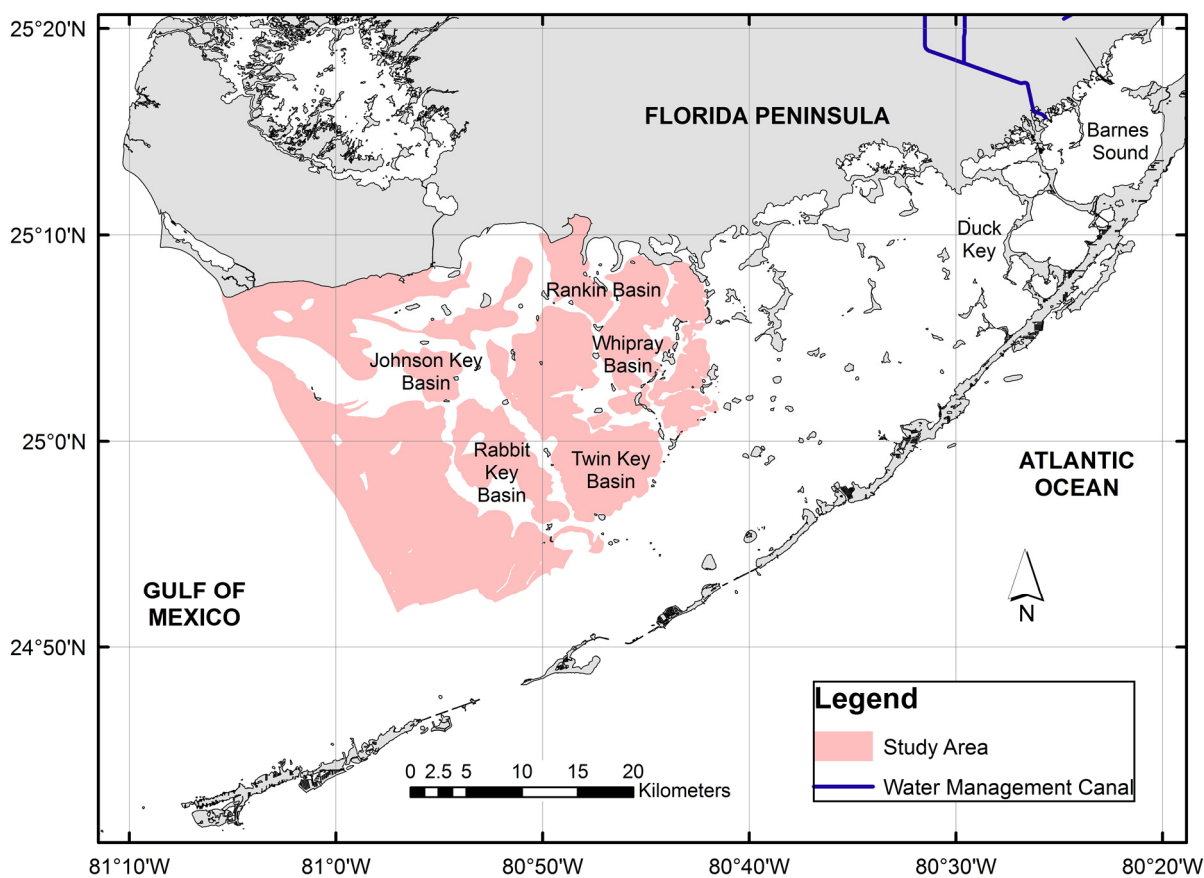 25°20'N
25°10'N
25°0'N
24°50'N
FLORIDA PENINSULA
Barnes
Sound
Duck
Key
Rankin Basin
Whipray
Basin
Johnson Key
Basin
Rabbit
Key
Basin
Twin Key
Basin
ATLANTIC
OCEAN
GULF OF
MEXICO
N
Legend
Study Area
Water Management Canal
0 2.5 5 10 15 20
Kilometers
81°10'W 81°0'W 80°50'W 80°40'W 80°30'W 80°20'W